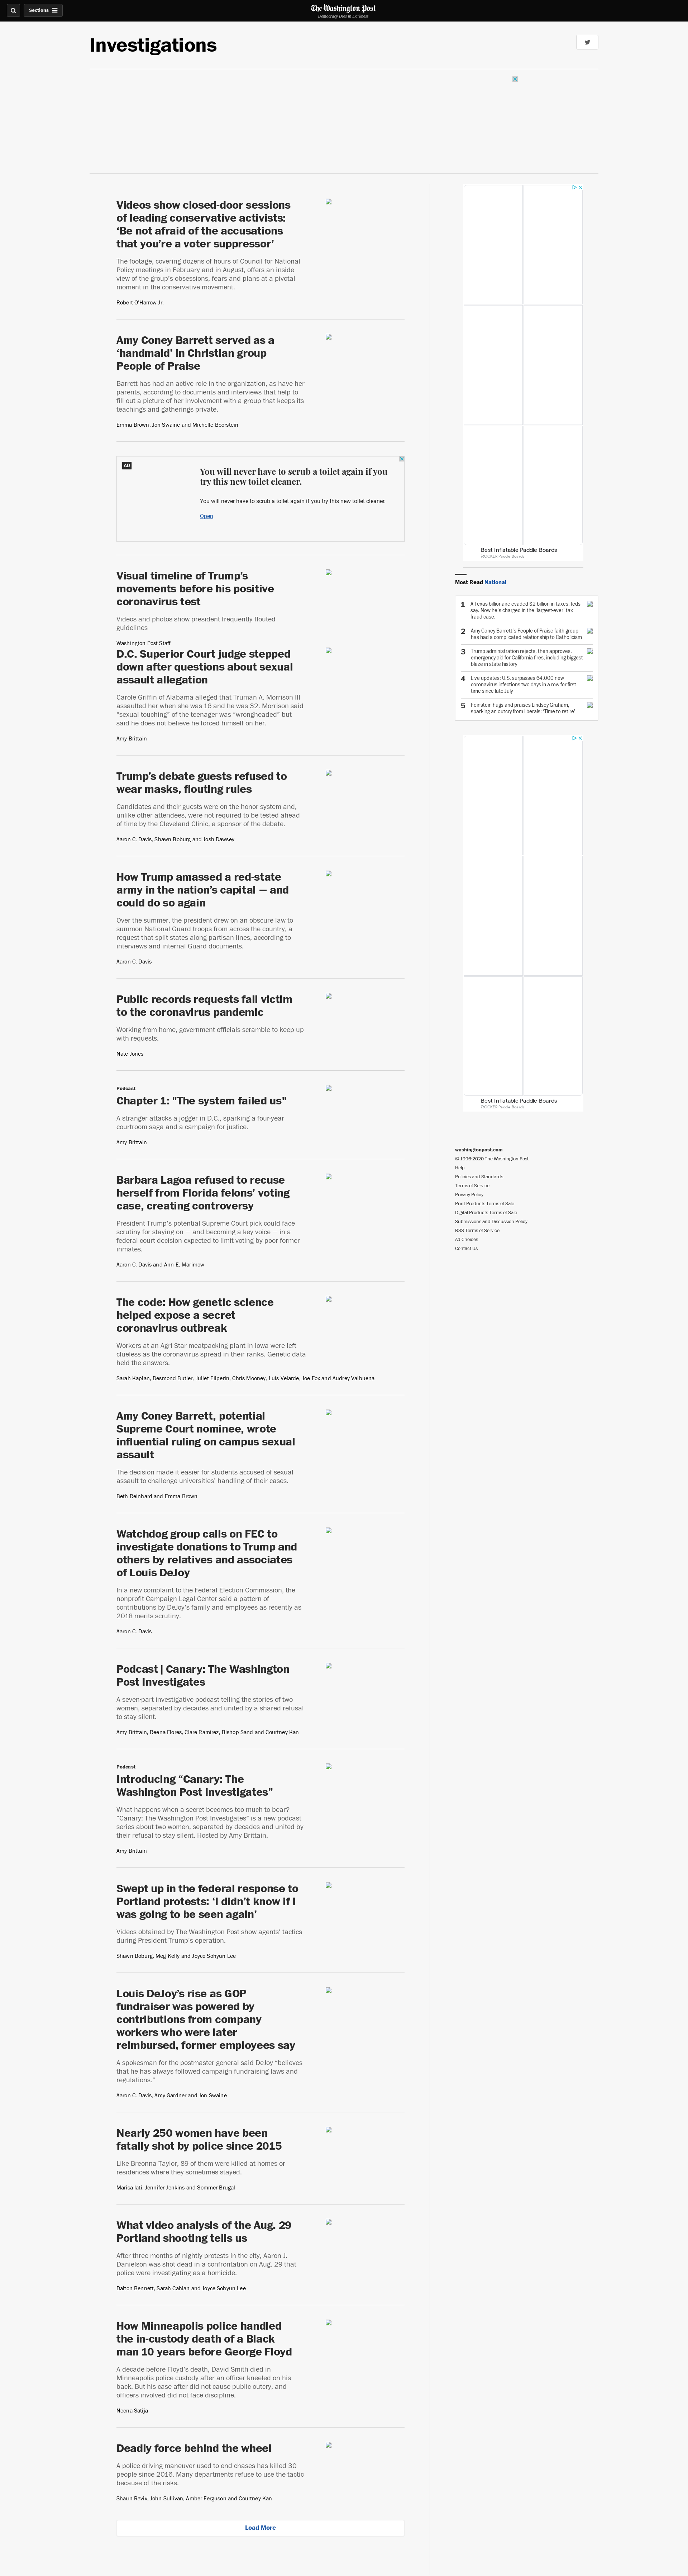 Sections
The Washington Post
Democracy Dies in Darkness
Investigations
Videos show closed-door sessions
of leading conservative activists:
‘Be not afraid of the accusations
that you’re a voter suppressor’
The footage, covering dozens of hours of Council for National
Policy meetings in February and in August, offers an inside
view of the group’s obsessions, fears and plans at a pivotal
moment in the conservative movement.
Robert O'Harrow Jr.
Amy Coney Barrett served as a
‘handmaid’ in Christian group
People of Praise
Barrett has had an active role in the organization, as have her
parents, according to documents and interviews that help to
fill out a picture of her involvement with a group that keeps its
teachings and gatherings private.
Emma Brown, Jon Swaine and Michelle Boorstein
AD
You will never have to scrub a toilet again if you
try this new toilet cleaner.
You will never have to scrub a toilet again if you try this new toilet cleaner.
Open
Visual timeline of Trump’s
movements before his positive
coronavirus test
Videos and photos show president frequently flouted
guidelines
Washington Post Staff
D.C. Superior Court judge stepped
down after questions about sexual
assault allegation
Carole Griffin of Alabama alleged that Truman A. Morrison III
assaulted her when she was 16 and he was 32. Morrison said
“sexual touching” of the teenager was “wrongheaded” but
said he does not believe he forced himself on her.
Amy Brittain
Trump’s debate guests refused to
wear masks, flouting rules
Candidates and their guests were on the honor system and,
unlike other attendees, were not required to be tested ahead
of time by the Cleveland Clinic, a sponsor of the debate.
Aaron C. Davis, Shawn Boburg and Josh Dawsey
How Trump amassed a red-state
army in the nation’s capital — and
could do so again
Over the summer, the president drew on an obscure law to
summon National Guard troops from across the country, a
request that split states along partisan lines, according to
interviews and internal Guard documents.
Aaron C. Davis
Public records requests fall victim
to the coronavirus pandemic
Working from home, government officials scramble to keep up
with requests.
Nate Jones
Podcast
Chapter 1: "The system failed us"
A stranger attacks a jogger in D.C., sparking a four-year
courtroom saga and a campaign for justice.
Amy Brittain
Barbara Lagoa refused to recuse
herself from Florida felons’ voting
case, creating controversy
President Trump’s potential Supreme Court pick could face
scrutiny for staying on — and becoming a key voice — in a
federal court decision expected to limit voting by poor former
inmates.
Aaron C. Davis and Ann E. Marimow
The code: How genetic science
helped expose a secret
coronavirus outbreak
Workers at an Agri Star meatpacking plant in Iowa were left
clueless as the coronavirus spread in their ranks. Genetic data
held the answers.
Sarah Kaplan, Desmond Butler, Juliet Eilperin, Chris Mooney, Luis Velarde, Joe Fox and Audrey Valbuena
Amy Coney Barrett, potential
Supreme Court nominee, wrote
influential ruling on campus sexual
assault
The decision made it easier for students accused of sexual
assault to challenge universities’ handling of their cases.
Beth Reinhard and Emma Brown
Watchdog group calls on FEC to
investigate donations to Trump and
others by relatives and associates
of Louis DeJoy
In a new complaint to the Federal Election Commission, the
nonprofit Campaign Legal Center said a pattern of
contributions by DeJoy’s family and employees as recently as
2018 merits scrutiny.
Aaron C. Davis
Podcast | Canary: The Washington
Post Investigates
A seven-part investigative podcast telling the stories of two
women, separated by decades and united by a shared refusal
to stay silent.
Amy Brittain, Reena Flores, Clare Ramirez, Bishop Sand and Courtney Kan
Podcast
Introducing “Canary: The
Washington Post Investigates”
What happens when a secret becomes too much to bear?
“Canary: The Washington Post Investigates” is a new podcast
series about two women, separated by decades and united by
their refusal to stay silent. Hosted by Amy Brittain.
Amy Brittain
Swept up in the federal response to
Portland protests: ‘I didn’t know if I
was going to be seen again’
Videos obtained by The Washington Post show agents’ tactics
during President Trump’s operation.
Shawn Boburg, Meg Kelly and Joyce Sohyun Lee
Louis DeJoy’s rise as GOP
fundraiser was powered by
contributions from company
workers who were later
reimbursed, former employees say
A spokesman for the postmaster general said DeJoy “believes
that he has always followed campaign fundraising laws and
regulations.”
Aaron C. Davis, Amy Gardner and Jon Swaine
Nearly 250 women have been
fatally shot by police since 2015
Like Breonna Taylor, 89 of them were killed at homes or
residences where they sometimes stayed.
Marisa Iati, Jennifer Jenkins and Sommer Brugal
What video analysis of the Aug. 29
Portland shooting tells us
After three months of nightly protests in the city, Aaron J.
Danielson was shot dead in a confrontation on Aug. 29 that
police were investigating as a homicide.
Dalton Bennett, Sarah Cahlan and Joyce Sohyun Lee
How Minneapolis police handled
the in-custody death of a Black
man 10 years before George Floyd
A decade before Floyd’s death, David Smith died in
Minneapolis police custody after an officer kneeled on his
back. But his case after did not cause public outcry, and
officers involved did not face discipline.
Neena Satija
Deadly force behind the wheel
A police driving maneuver used to end chases has killed 30
people since 2016. Many departments refuse to use the tactic
because of the risks.
Shaun Raviv, John Sullivan, Amber Ferguson and Courtney Kan
Load More
Best Inflatable Paddle Boards
iROCKER Paddle Boards
Most Read National
1 A Texas billionaire evaded $2 billion in taxes, feds
say. Now he’s charged in the ‘largest-ever’ tax
fraud case.
2 Amy Coney Barrett’s People of Praise faith group
has had a complicated relationship to Catholicism
3 Trump administration rejects, then approves,
emergency aid for California fires, including biggest
blaze in state history
4 Live updates: U.S. surpasses 64,000 new
coronavirus infections two days in a row for first
time since late July
5 Feinstein hugs and praises Lindsey Graham,
sparking an outcry from liberals: ‘Time to retire’
Best Inflatable Paddle Boards
iROCKER Paddle Boards
washingtonpost.com
© 1996-2020 The Washington Post
Help
Policies and Standards
Terms of Service
Privacy Policy
Print Products Terms of Sale
Digital Products Terms of Sale
Submissions and Discussion Policy
RSS Terms of Service
Ad Choices
Contact Us